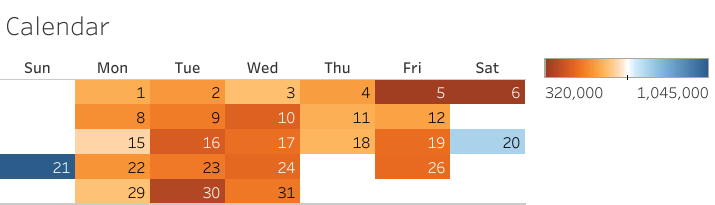 Calendar
Sun Mon Tue Wed Thu Fri Sat
1 2 3 4 5 6
8 9 10 11 12
15 16 17 18 19 20
21 22 23 24 26
29 30 31
320,000 1,045,000